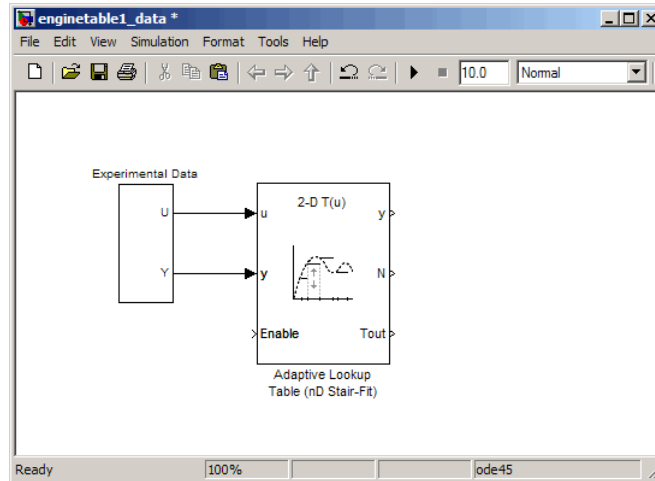 enginetable1_data *
File Edit View Simulation Format Tools Help
10.0 Normal
Experimental Data
U
Y
2-D T(u)
u
y
Enable
y
N
Tout
Adaptive Lookup
Table (nD Stair-Fit)
Ready 100% ode45